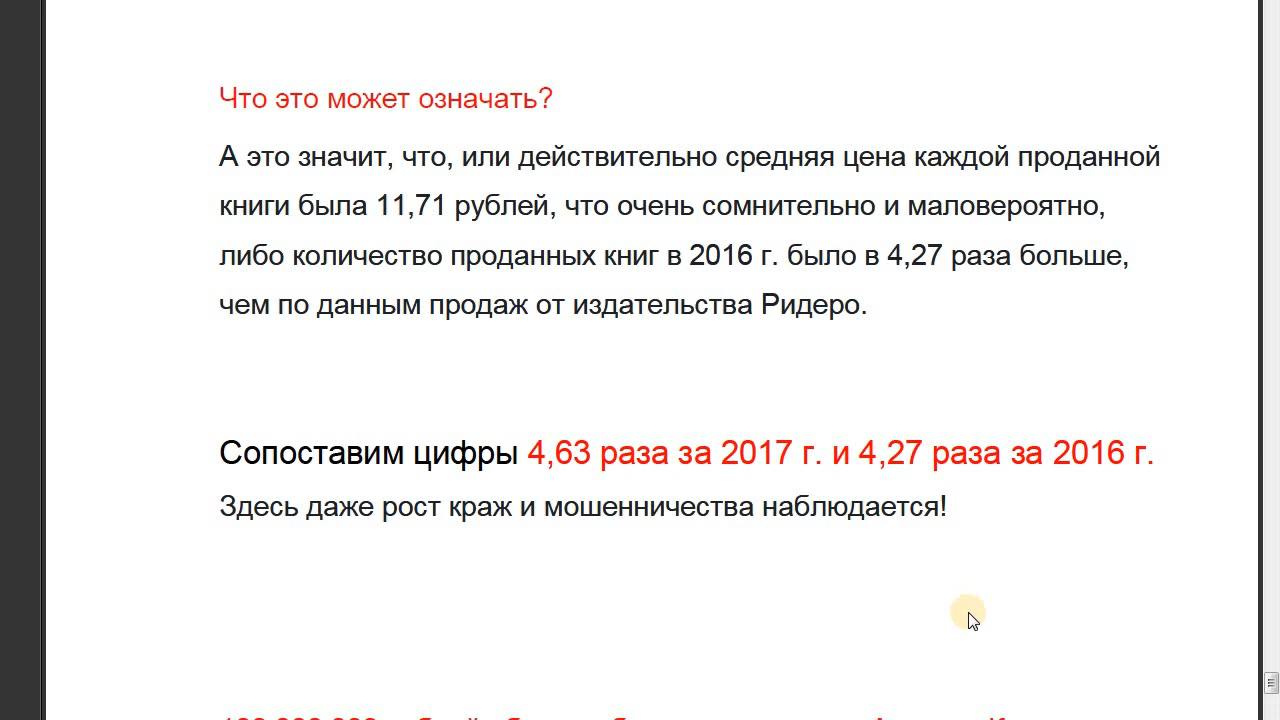 Что это может означать?
А это значит, что, или действительно средняя цена каждой проданной
книги была 11,71 рублей, что очень сомнительно и маловероятно,
либо количество проданных книг в 2016 г. было в 4,27 раза больше,
чем по данным продаж от издательства Ридеро.
Сопоставим цифры 4,63 раза за 2017 г. и 4,27 раза за 2016 г.
Здесь даже рост краж и мошенничества наблюдается!